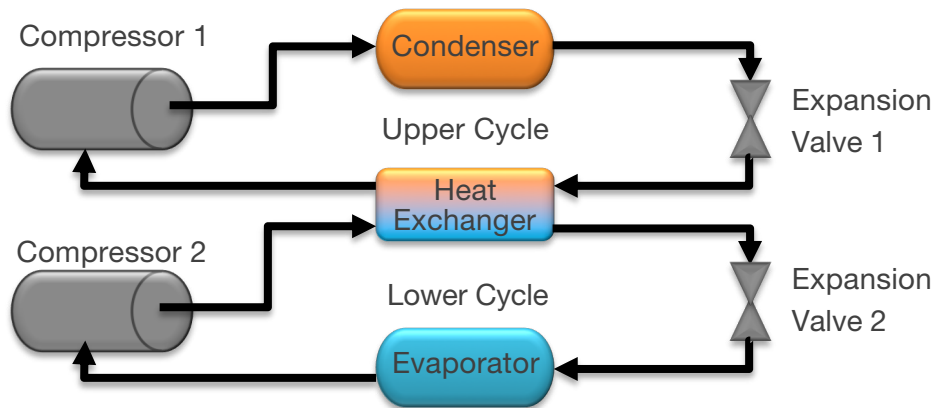 Compressor 1
Condenser
Expansion
Valve 1
Upper Cycle
Heat
Exchanger
Compressor 2
Expansion
Valve 2
Lower Cycle
Evaporator